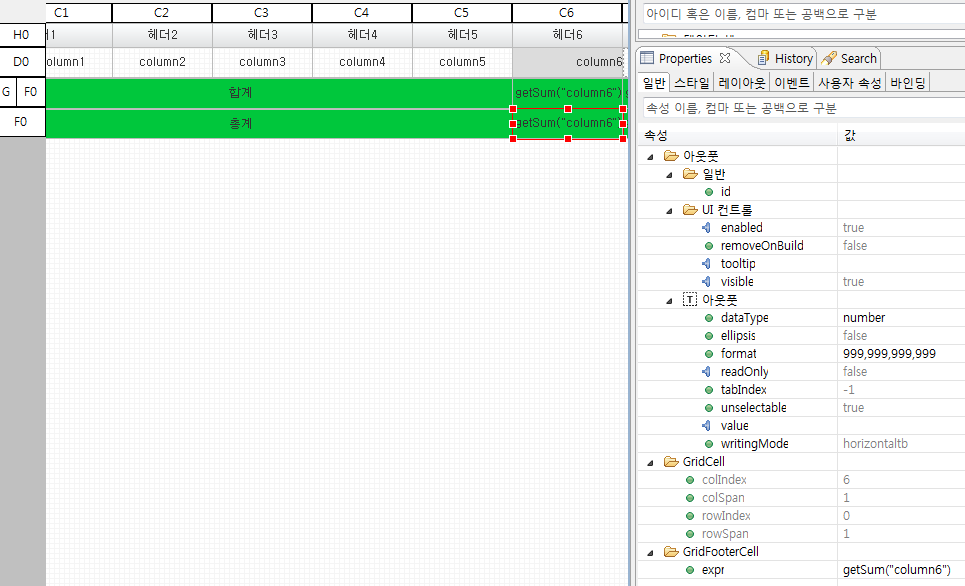 C1 C2 C3 C4 C5 C6
H0 헤더2 헤더3 헤더4 헤더5 헤더6
D0 column2 column3 column4 column5 column6
G F0 합계 getSum("column6")
F0 총계 getSum("column6"
아이디 혹은 이름, 컴마 또는 공백으로 구분
Properties History Search
일반 스타일 레이아웃 이벤트 사용자 속성 바인딩
속성 이름, 컴마 또는 공백으로 구분
속성 값
아웃풋
일반
id
UI 컨트롤
enabled true
removeOnBuild false
tooltip
visible true
T 아웃풋
dataType number
ellipsis false
format 999,999,999,999
readOnly false
tabIndex -1
unselectable true
value
writingMode horizontaltb
GridCell
colIndex 6
colSpan 1
rowIndex 0
rowSpan 1
GridFooterCell
expr getSum("column6")